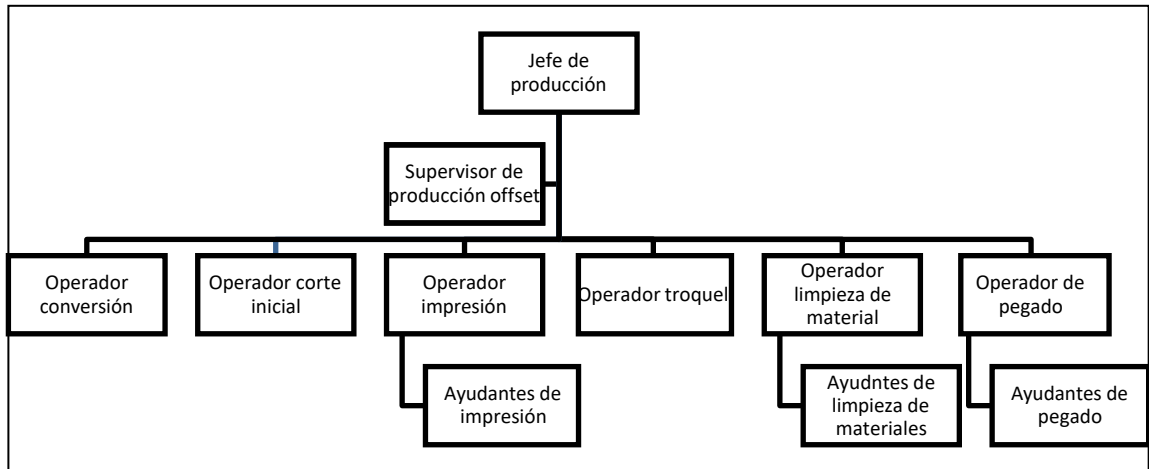 Jefe de
producción
Supervisor de
producción offset
Operador
conversión
Operador corte
inicial
Operador
impresión
Operador troquel
Operador
limpieza de
material
Operador de
pegado
Ayudantes de
impresión
Ayudntes de
limpieza de
materiales
Ayudantes de
pegado